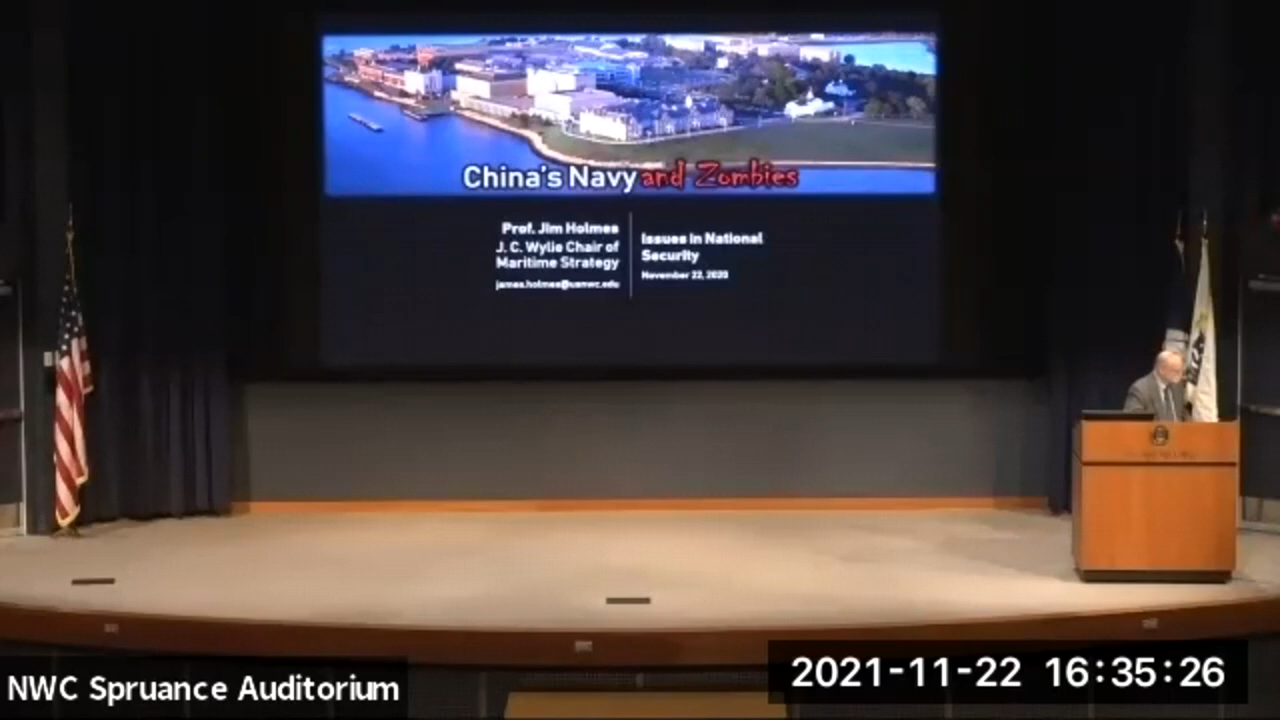 China's Navy and Zombies
Prof. Jim Holmes
J. C. Wylie Chair of
Maritime Strategy
james.holmes@usnwc.edu
Issues in National
Security
November 22, 2020
NWC Spruance Auditorium
2021-11-22 16:35:26